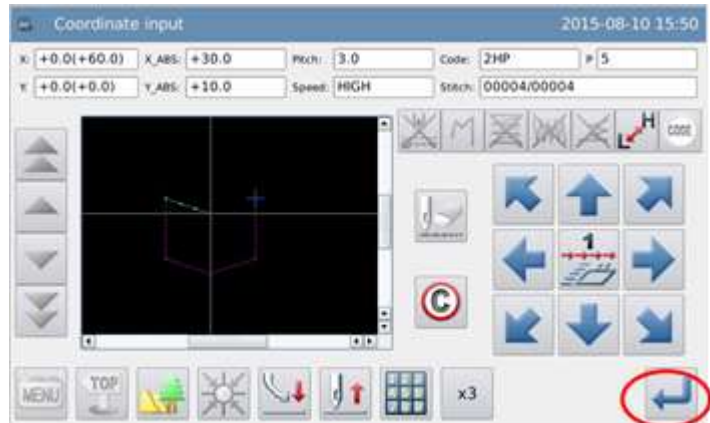 Coordinate input 2015-08-10 15:50
X: +0.0(+60.0) X_ABS: +30.0 Pitch: 3.0 Code: 2HP P 5
Y: +0.0(+0.0) Y_ABS: +10.0 Speed: HIGH Stitch: 00004/00004
L H CODE
1
C
MENU TOP x3